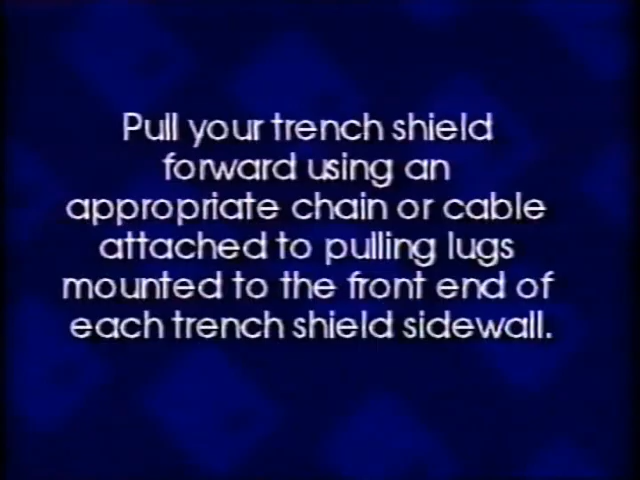 Pull your trench shield
forward using an
appropriate chain or cable
attached to pulling lugs
mounted to the front end of
each trench shield sidewall.